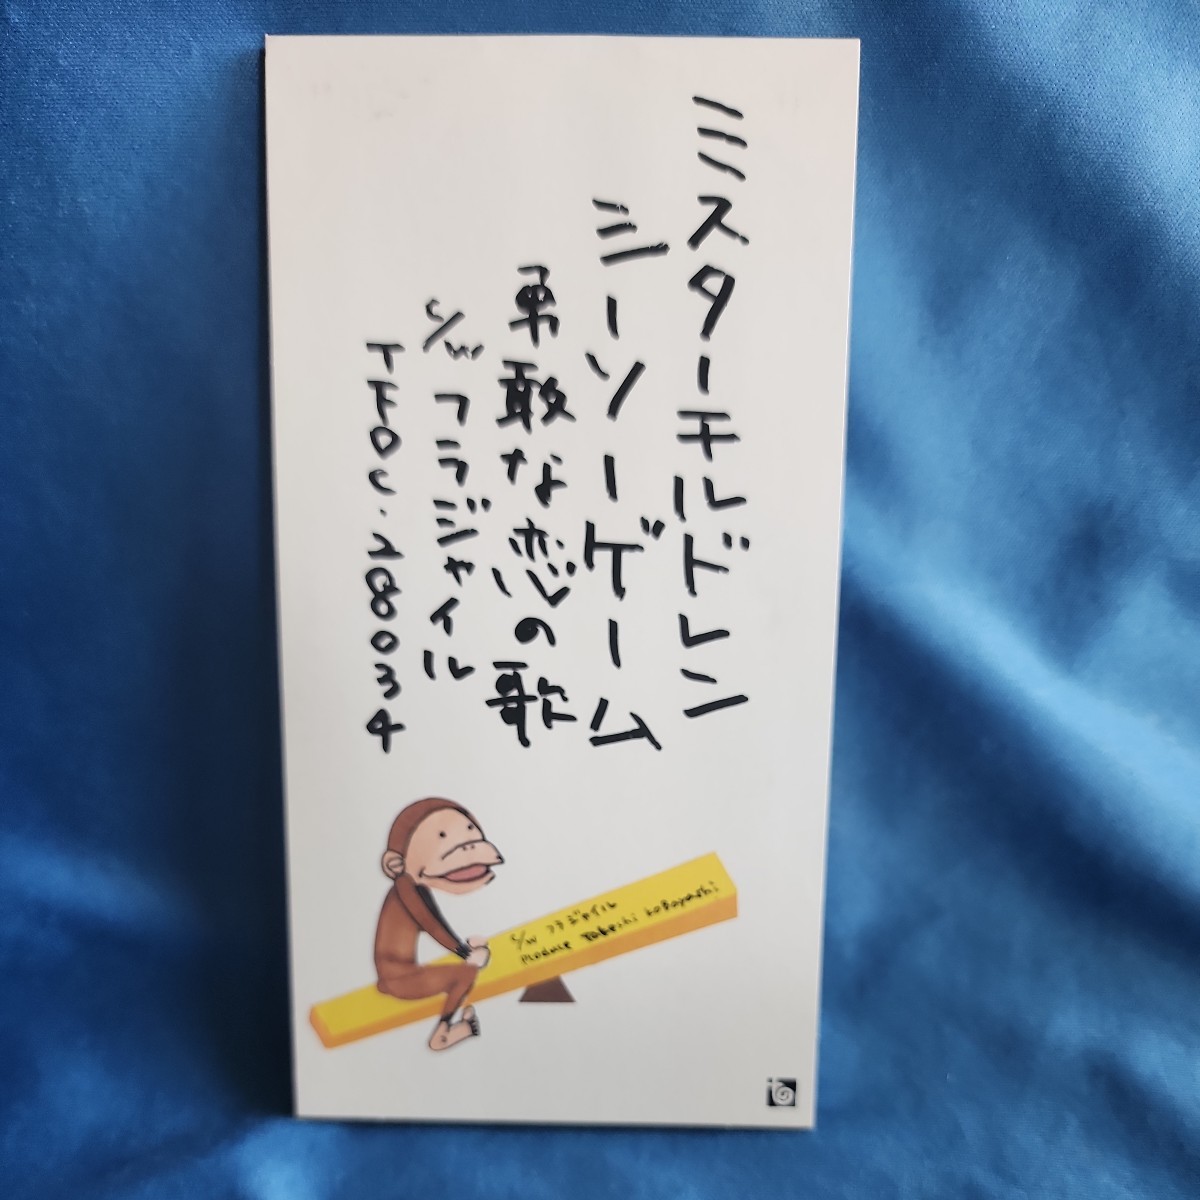 ミスターチルドレン
シーソーゲーム
勇敢な恋の歌
c/w フラジャイル
TFDC.28034
c/w フラジャイル
PRODUCE Takeshi Kobayashi